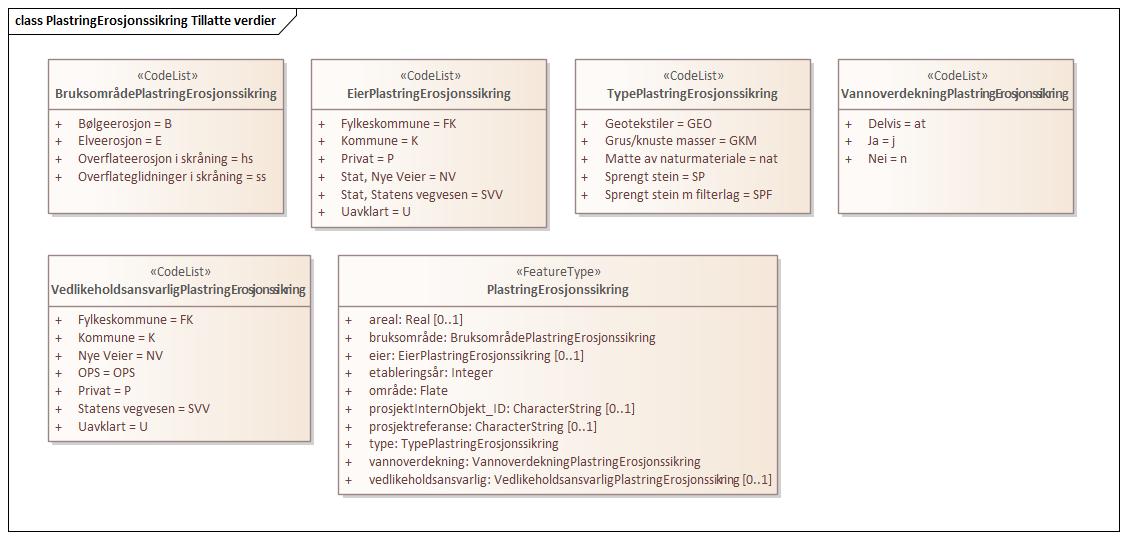 class PlastringErosjonssikring Tillatte verdier
«CodeList»
BruksområdePlastringErosjonssikring
+ Bølgeerosjon = B
+ Elveerosjon = E
+ Overflateerosjon i skråning = hs
+ Overflateglidninger i skråning = ss
«CodeList»
EierPlastringErosjonssikring
+ Fylkeskommune = FK
+ Kommune = K
+ Privat = P
+ Stat, Nye Veier = NV
+ Stat, Statens vegvesen = SVV
+ Uavklart = U
«CodeList»
TypePlastringErosjonssikring
+ Geotekstiler = GEO
+ Grus/knuste masser = GKM
+ Matte av naturmateriale = nat
+ Sprengt stein = SP
+ Sprengt stein m filterlag = SPF
«CodeList»
VannoverdekningPlastringErosjonssikring
+ Delvis = at
+ Ja = j
+ Nei = n
«CodeList»
VedlikeholdsansvarligPlastringErosjonssikring
+ Fylkeskommune = FK
+ Kommune = K
+ Nye Veier = NV
+ OPS = OPS
+ Privat = P
+ Statens vegvesen = SVV
+ Uavklart = U
«FeatureType»
PlastringErosjonssikring
+ areal: Real [0..1]
+ bruksområde: BruksområdePlastringErosjonssikring
+ eier: EierPlastringErosjonssikring [0..1]
+ etableringsår: Integer
+ område: Flate
+ prosjektInternObjekt_ID: CharacterString [0..1]
+ prosjektreferanse: CharacterString [0..1]
+ type: TypePlastringErosjonssikring
+ vannoverdekning: VannoverdekningPlastringErosjonssikring
+ vedlikeholdsansvarlig: VedlikeholdsansvarligPlastringErosjonssikring [0..1]